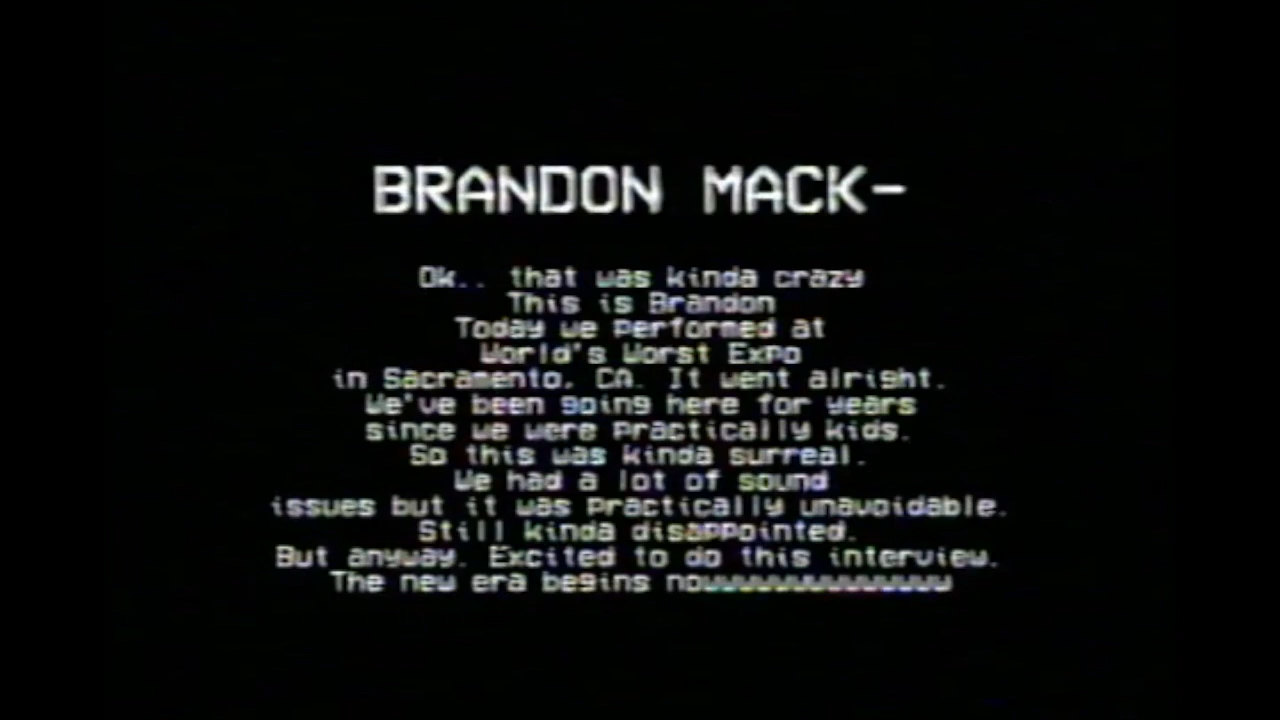 BRANDON MACK-
Ok.. that was kinda crazy
This is Brandon
Today we performed at
World's Worst Expo
in Sacramento, CA. It went alright.
We've been going here for years
since we were practically kids.
So this was kinda surreal.
We had a lot of sound
issues but it was practically unavoidable.
Still kinda disappointed.
But anyway. Excited to do this interview.
The new era begins nowwwwwwwwwwwwwww